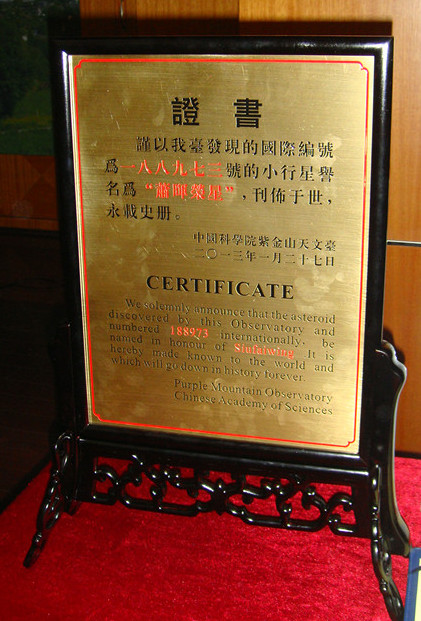 證書
謹以我臺發現的國際編號
為一八八九七三號的小行星譽
名為“蕭暉榮星”，刊佈于世，
永載史册。
中國科學院紫金山天文臺
二〇一三年一月二十七日
CERTIFICATE
We solemnly announce that the asteroid
discovered by this Observatory and
numbered 188973 internationally, be
named in honour of Siufaiwing. It is
hereby made known to the world and
which will go down in history forever.
Purple Mountain Observatory
Chinese Academy of Sciences